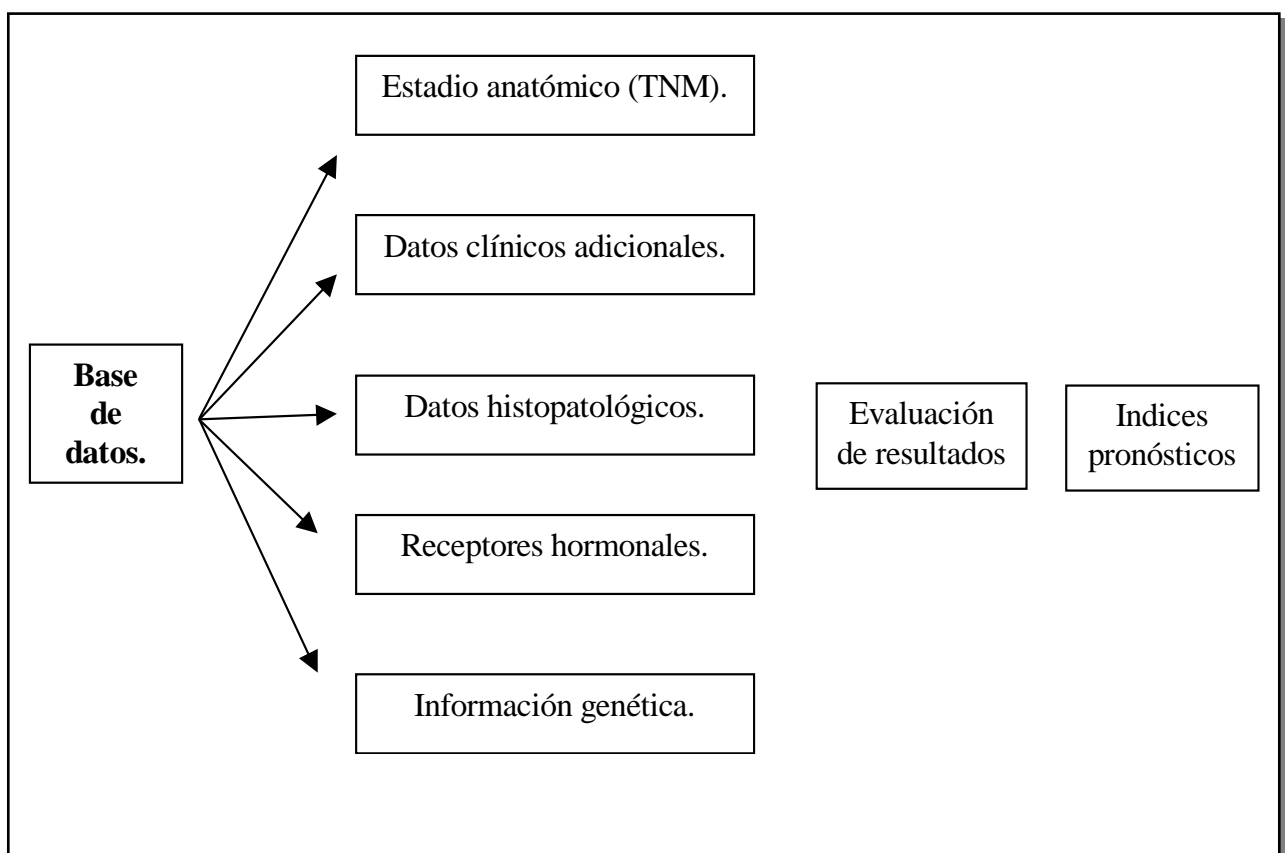 Estadio anatómico (TNM).
Datos clínicos adicionales.
Base
de
datos.
Datos histopatológicos.
Evaluación
de resultados
Indices
pronósticos
Receptores hormonales.
Información genética.